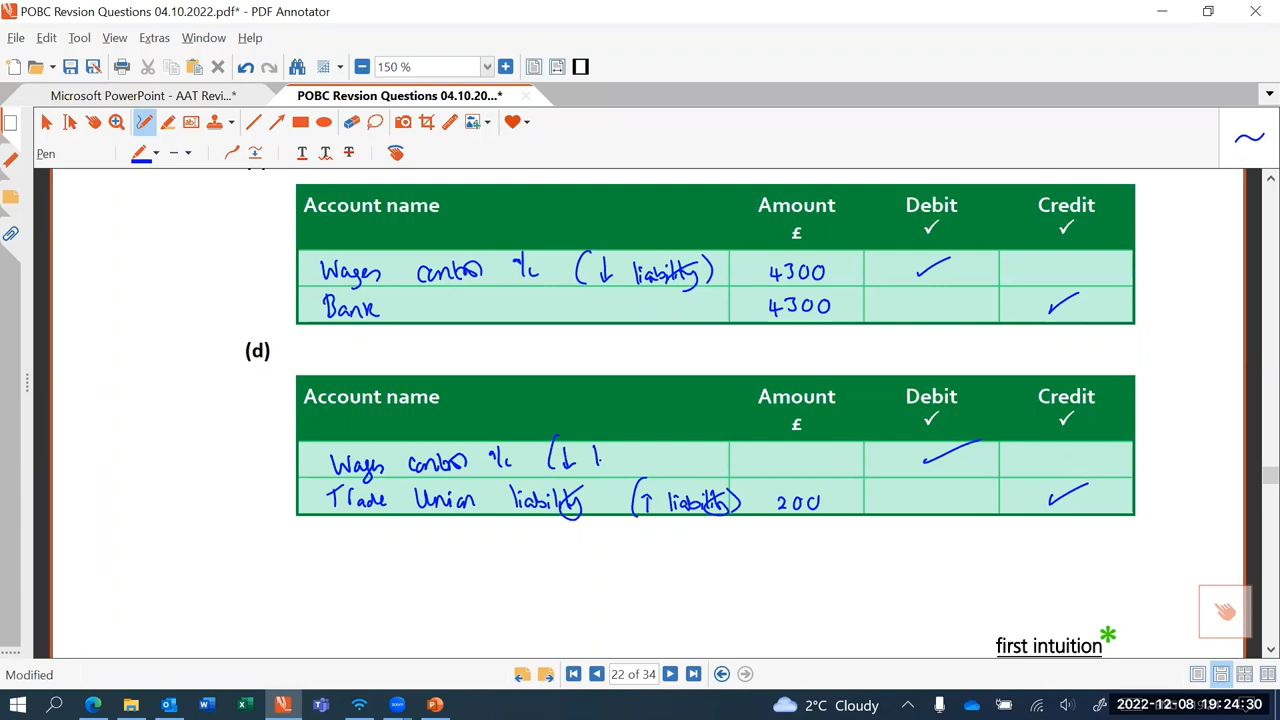 POBC Revsion Questions 04.10.2022.pdf* - PDF Annotator
File Edit Tool View Extras Window Help
150 %
Microsoft PowerPoint - AAT Revi...*
POBC Revsion Questions 04.10.20...*
Pen
Account name Amount £ Debit ✓ Credit ✓
Wages control a/c (↓ liability) 4300 ✓
Bank 4300 ✓
(d)
Account name Amount £ Debit ✓ Credit ✓
Wages control a/c (↓ l ✓
Trade Union liability (↑ liability) 200 ✓
first intuition*
Modified
22 of 34
2°C Cloudy
2022-12-08 19:24:30